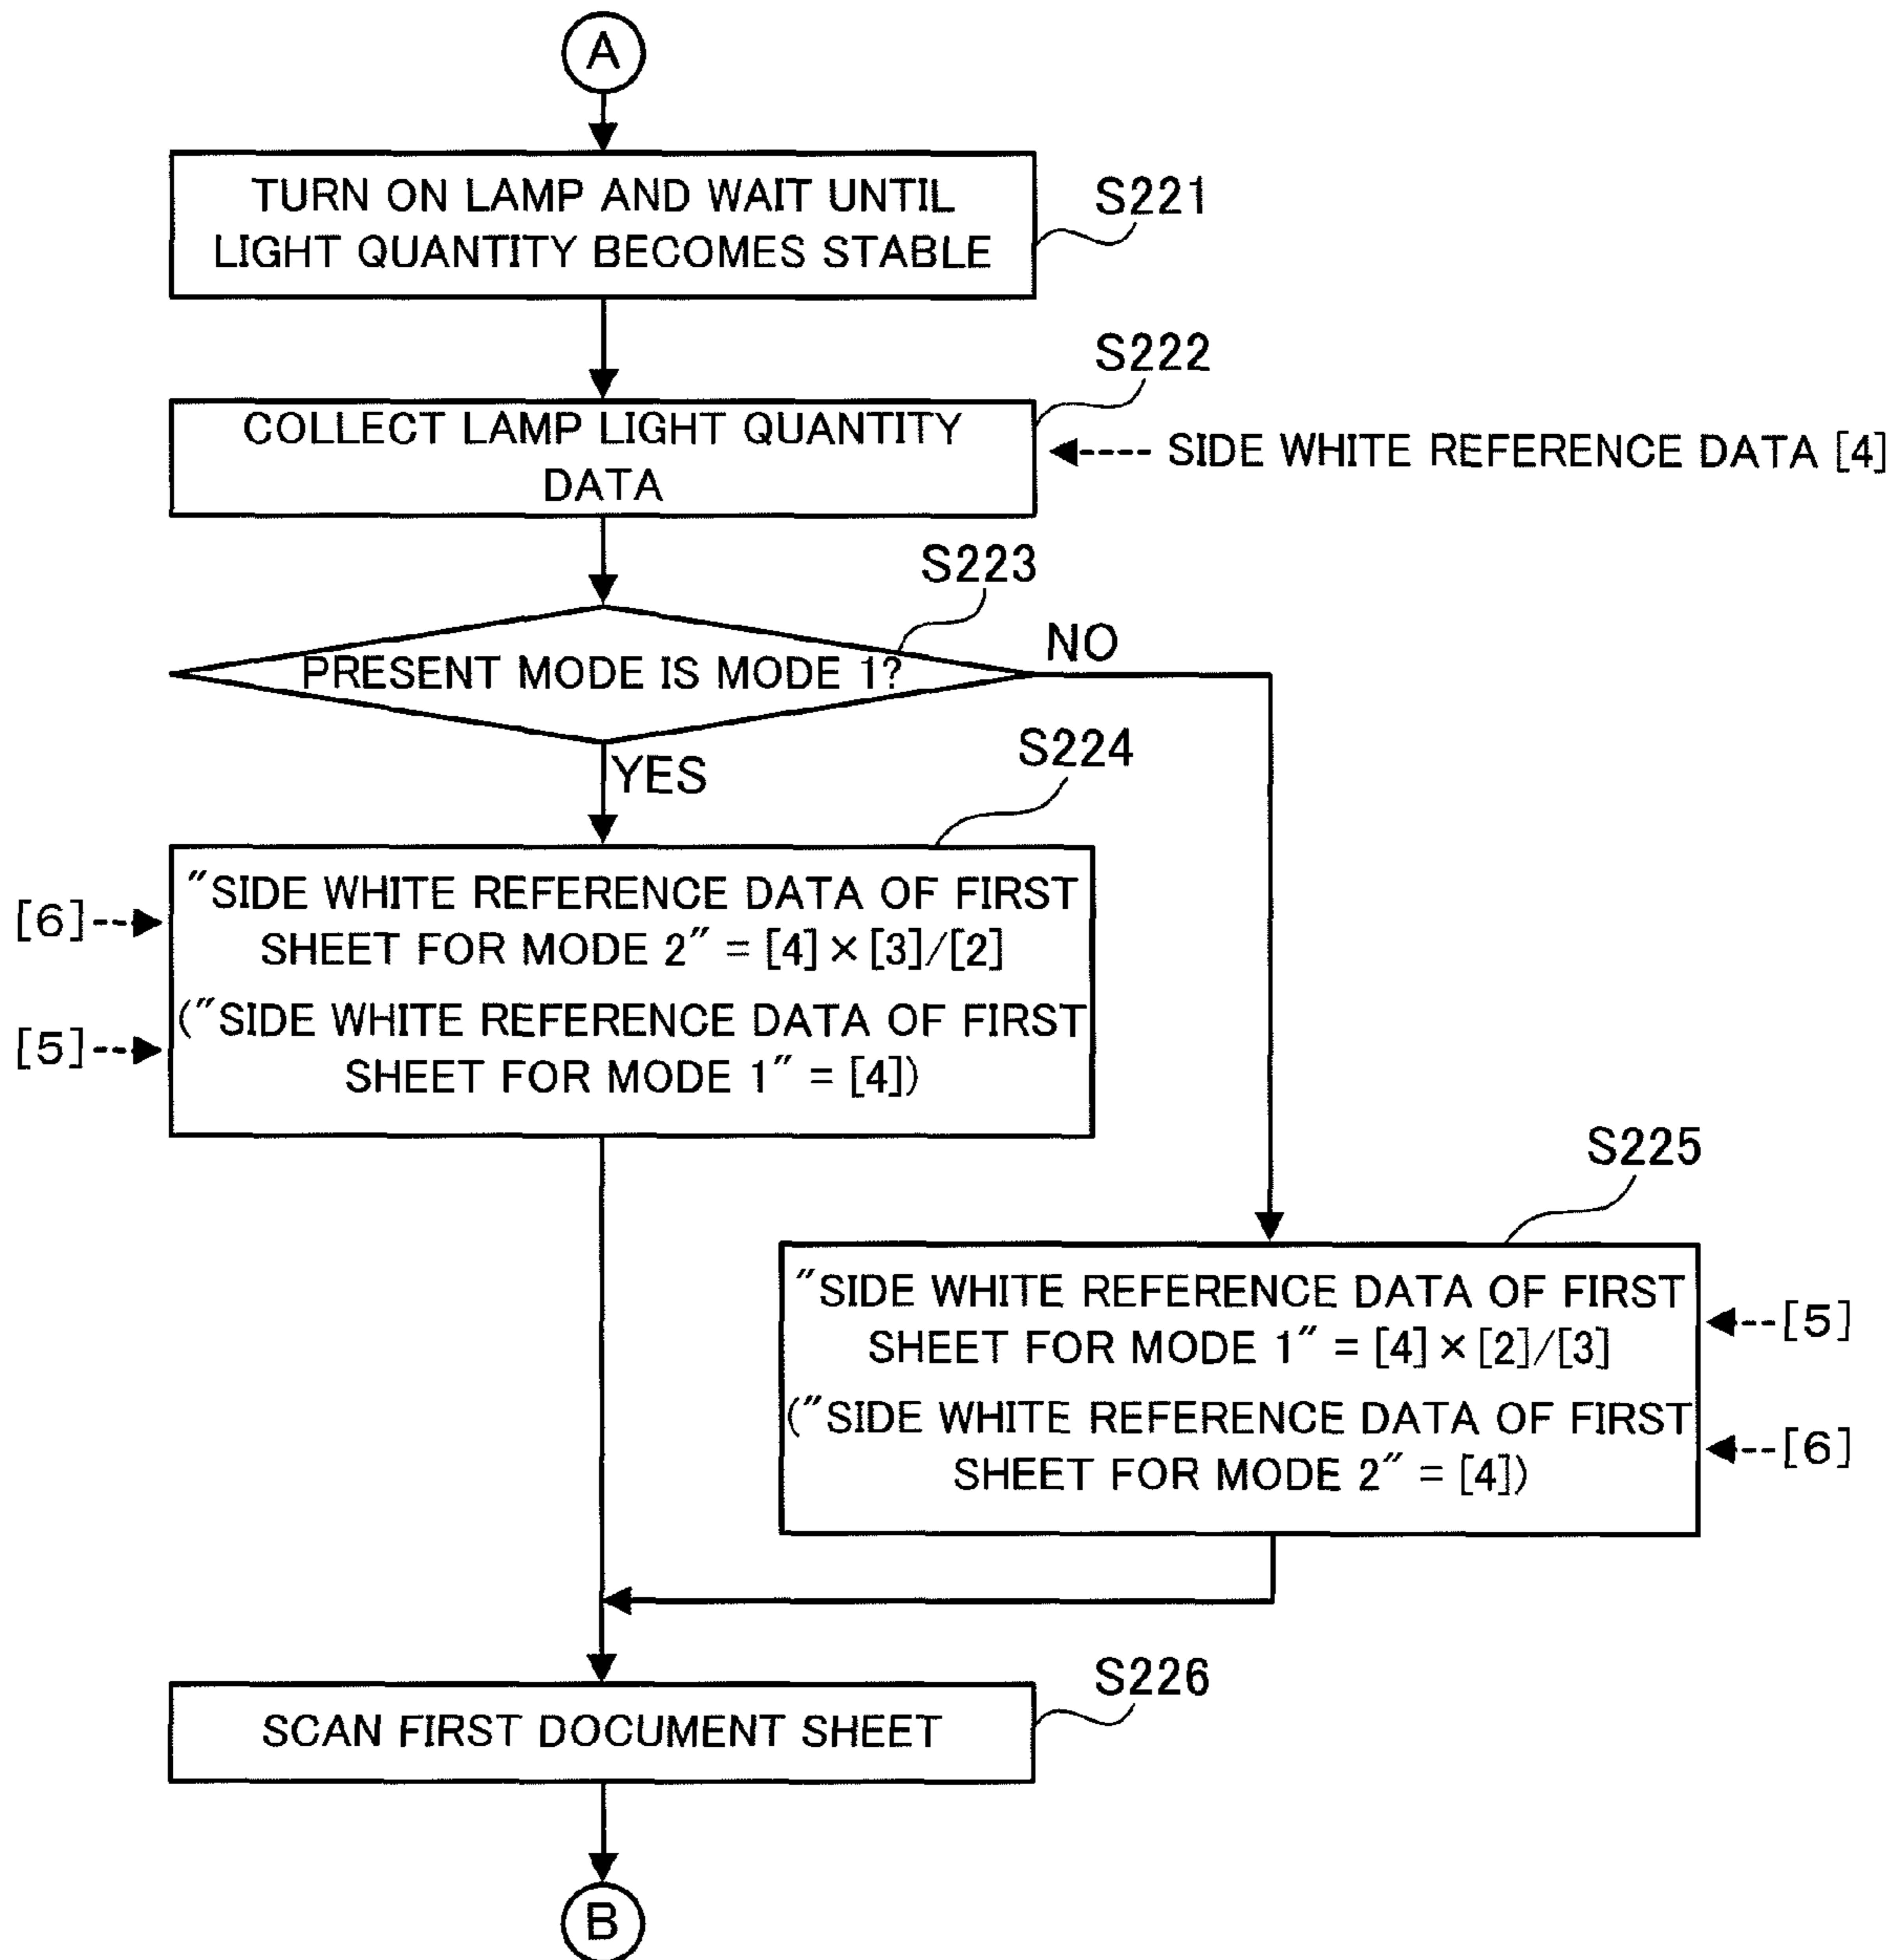 A
TURN ON LAMP AND WAIT UNTIL
LIGHT QUANTITY BECOMES STABLE
S221
S222
COLLECT LAMP LIGHT QUANTITY
DATA
SIDE WHITE REFERENCE DATA [4]
S223
PRESENT MODE IS MODE 1?
NO
YES
S224
"SIDE WHITE REFERENCE DATA OF FIRST
SHEET FOR MODE 2" = [4] × [3]/[2]
("SIDE WHITE REFERENCE DATA OF FIRST
SHEET FOR MODE 1" = [4])
[6]
[5]
S225
"SIDE WHITE REFERENCE DATA OF FIRST
SHEET FOR MODE 1" = [4] × [2]/[3]
("SIDE WHITE REFERENCE DATA OF FIRST
SHEET FOR MODE 2" = [4])
[5]
[6]
S226
SCAN FIRST DOCUMENT SHEET
B